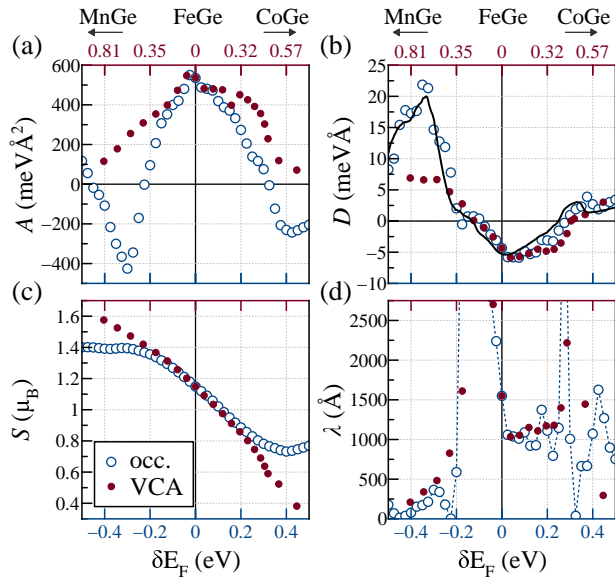 MnGe FeGe CoGe MnGe FeGe CoGe
(a) 0.81 0.35 0 0.32 0.57 (b) 0.81 0.35 0 0.32 0.57
600
400
200
0
−200
−400
A (meVÅ²)
25
20
15
10
5
0
−5
−10
D (meVÅ)
(c)
1.6
1.4
1.2
1.0
0.8
0.6
0.4
S (μB)
occ.
VCA
−0.4 −0.2 0 0.2 0.4
δEF (eV)
(d)
2500
2000
1500
1000
500
0
λ (Å)
−0.4 −0.2 0 0.2 0.4
δEF (eV)